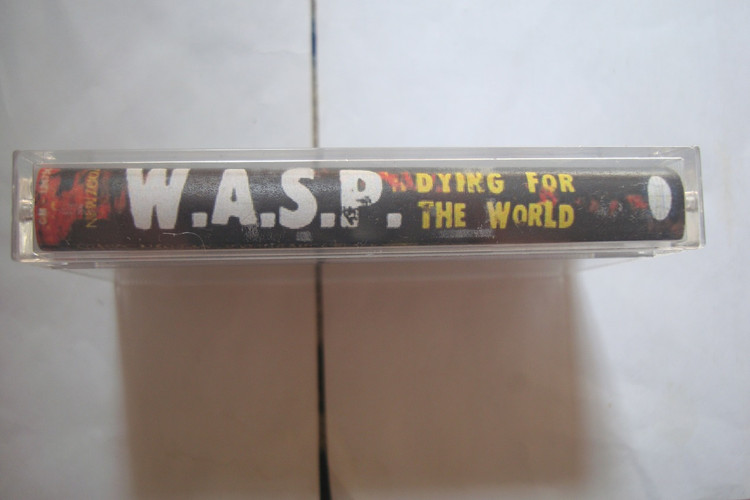 W.A.S.P.
DYING FOR
THE WORLD